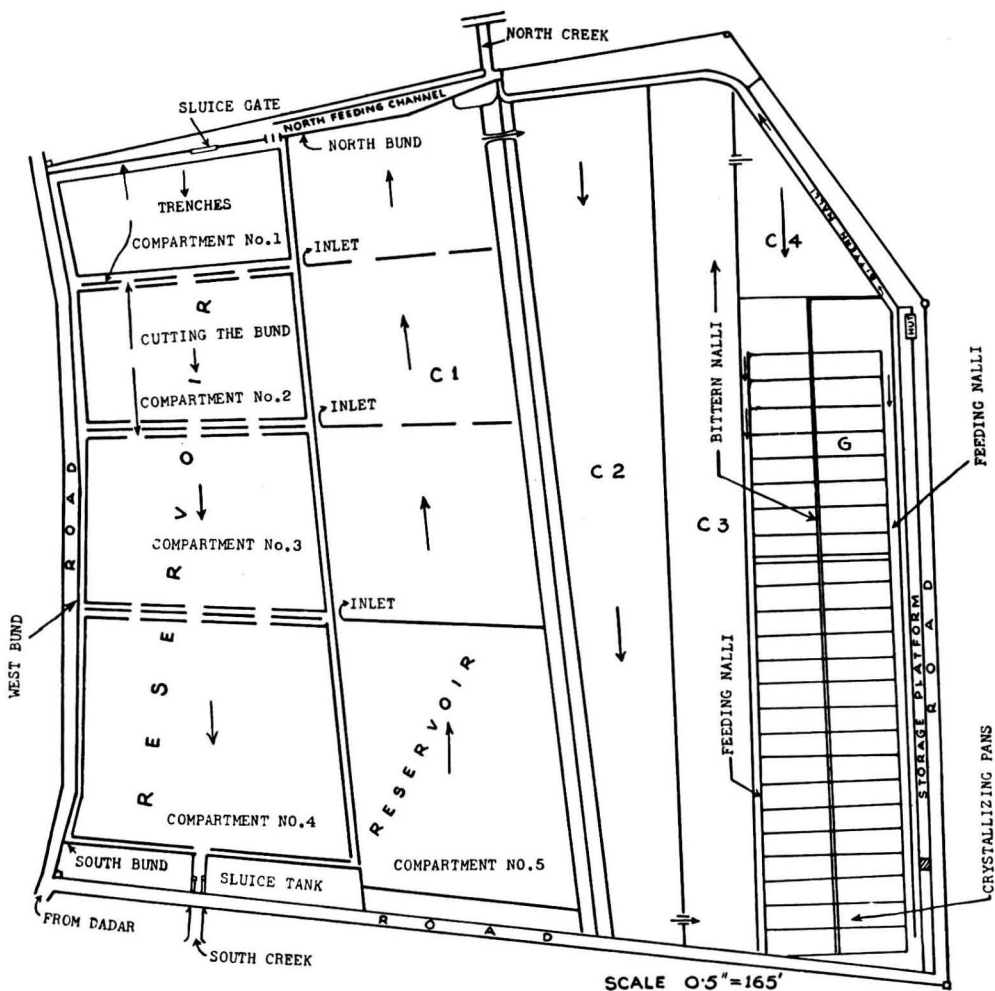 NORTH CREEK
SLUICE GATE
NORTH FEEDING CHANNEL
NORTH BUND
TRENCHES
COMPARTMENT No.1
INLET
C 4
BITTERN NALLI
HUT
CUTTING THE BUND
COMPARTMENT No.2
C 1
INLET
BITTERN NALLI
G
FEEDING NALLI
ROAD
C 2
C 3
COMPARTMENT No.3
RESERVOIR
INLET
WEST BUND
RESERVOIR
FEEDING NALLI
STORAGE PLATFORM
ROAD
CRYSTALLIZING PANS
COMPARTMENT No.4
COMPARTMENT No.5
SOUTH BUND
SLUICE TANK
FROM DADAR
ROAD
SOUTH CREEK
SCALE 0·5"=165'